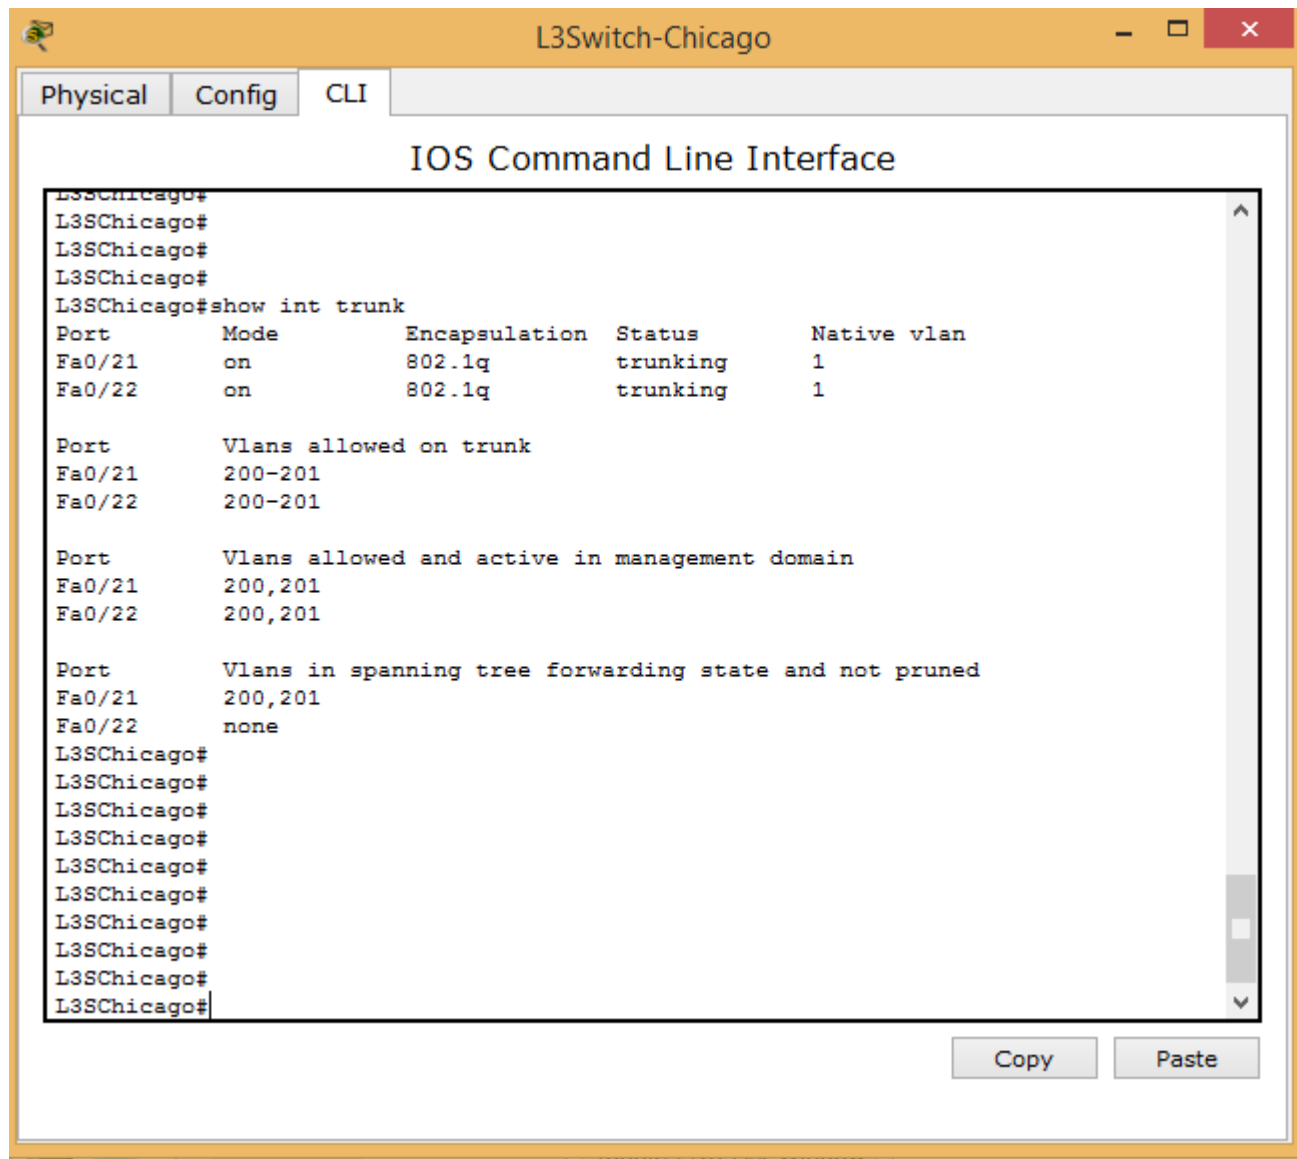 L3Switch-Chicago
Physical Config CLI
IOS Command Line Interface
L3SChicago#
L3SChicago#
L3SChicago#
L3SChicago#
L3SChicago#show int trunk
Port Mode Encapsulation Status Native vlan
Fa0/21 on 802.1q trunking 1
Fa0/22 on 802.1q trunking 1
Port Vlans allowed on trunk
Fa0/21 200-201
Fa0/22 200-201
Port Vlans allowed and active in management domain
Fa0/21 200,201
Fa0/22 200,201
Port Vlans in spanning tree forwarding state and not pruned
Fa0/21 200,201
Fa0/22 none
L3SChicago#
L3SChicago#
L3SChicago#
L3SChicago#
L3SChicago#
L3SChicago#
L3SChicago#
L3SChicago#
L3SChicago#
L3SChicago#
Copy Paste